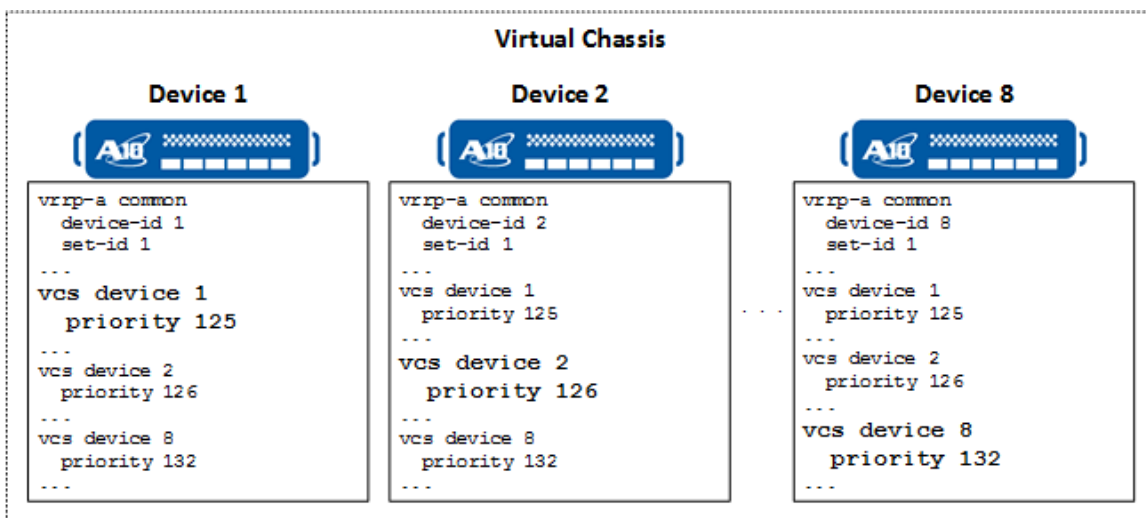 Virtual Chassis
Device 1
A10
vrrp-a common
device-id 1
set-id 1
...
vcs device 1
priority 125
...
vcs device 2
priority 126
...
vcs device 8
priority 132
...
Device 2
A10
vrrp-a common
device-id 2
set-id 1
...
vcs device 1
priority 125
...
vcs device 2
priority 126
...
vcs device 8
priority 132
...
. . .
Device 8
A10
vrrp-a common
device-id 8
set-id 1
...
vcs device 1
priority 125
...
vcs device 2
priority 126
...
vcs device 8
priority 132
...